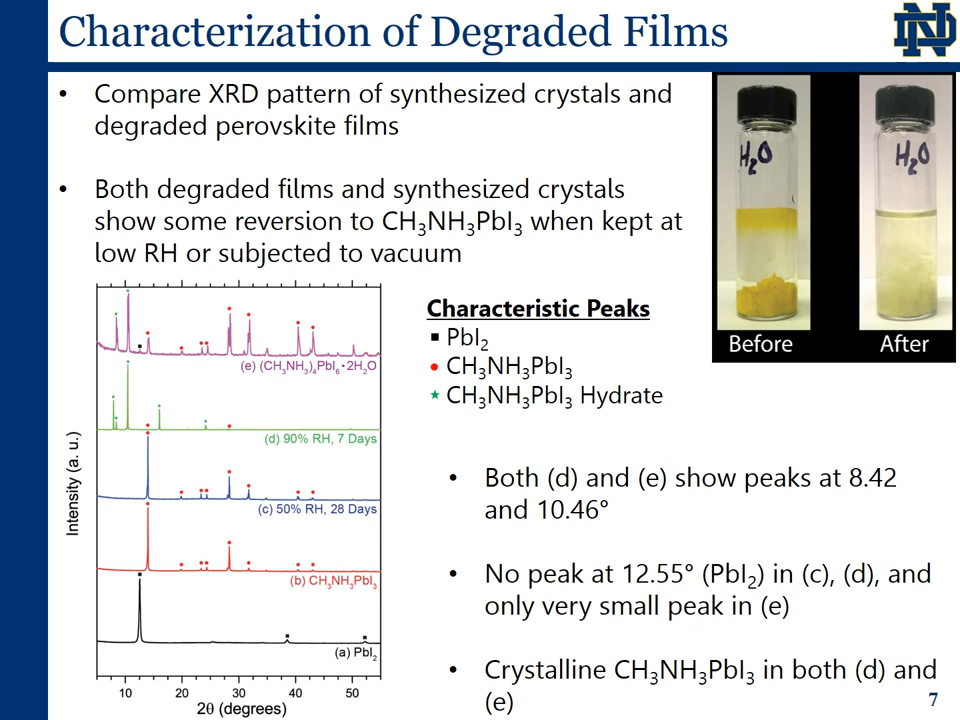 Characterization of Degraded Films
ND
• Compare XRD pattern of synthesized crystals and
degraded perovskite films
• Both degraded films and synthesized crystals
show some reversion to CH₃NH₃PbI₃ when kept at
low RH or subjected to vacuum
H₂O
H₂O
Before
After
Characteristic Peaks
▪ PbI₂
• CH₃NH₃PbI₃
⋆ CH₃NH₃PbI₃ Hydrate
Intensity (a. u.)
(e) (CH₃NH₃)₄PbI₆·2H₂O
(d) 90% RH, 7 Days
(c) 50% RH, 28 Days
(b) CH₃NH₃PbI₃
(a) PbI₂
10 20 30 40 50
2θ (degrees)
• Both (d) and (e) show peaks at 8.42
and 10.46°
• No peak at 12.55° (PbI₂) in (c), (d), and
only very small peak in (e)
• Crystalline CH₃NH₃PbI₃ in both (d) and
(e)
7